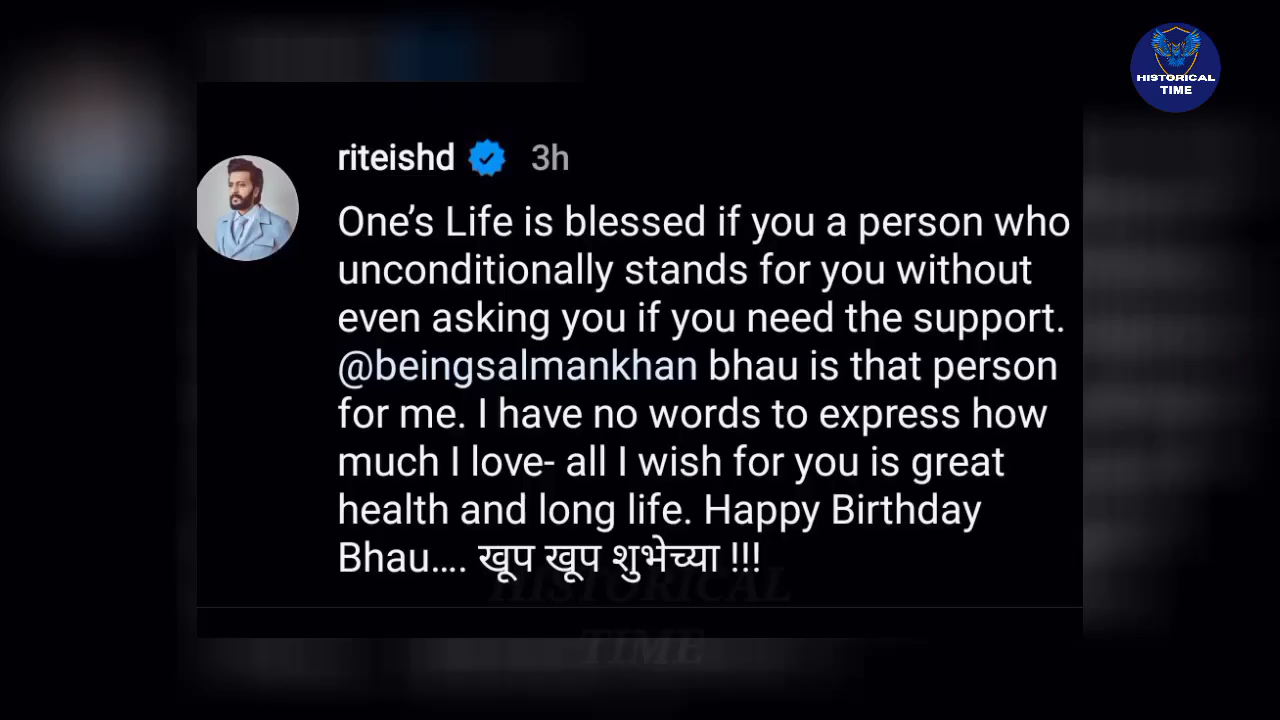 HISTORICAL
TIME
riteishd 3h
One’s Life is blessed if you a person who
unconditionally stands for you without
even asking you if you need the support.
@beingsalmankhan bhau is that person
for me. I have no words to express how
much I love- all I wish for you is great
health and long life. Happy Birthday
Bhau.... खूप खूप शुभेच्या !!!
HISTORICAL
TIME